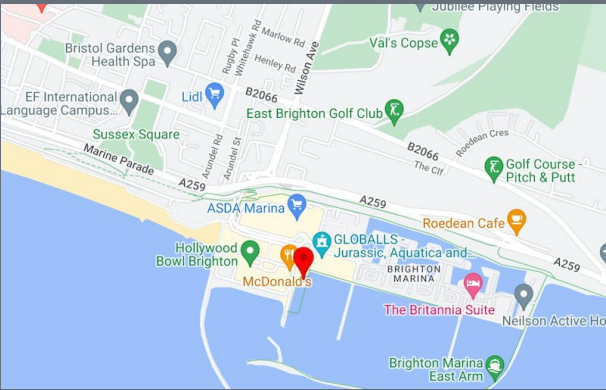 Jubilee Playing Fields
Bristol Gardens
Health Spa
Marlow Rd
Rugby Pl
Whitehawk Rd
Henley Rd
Wilson Ave
Val's Copse
EF International
Language Campus...
Lidl
B2066
East Brighton Golf Club
Sussex Square
Roedean Cres
B2066
The Clf
Golf Course -
Pitch & Putt
Marine Parade
Arundel Rd
Arundel St
A259
A259
ASDA Marina
Roedean Cafe
GLOBALLS -
Jurassic, Aquatica and...
Hollywood
Bowl Brighton
McDonald's
BRIGHTON
MARINA
A259
The Britannia Suite
Neilson Active Ho
Brighton Marina
East Arm